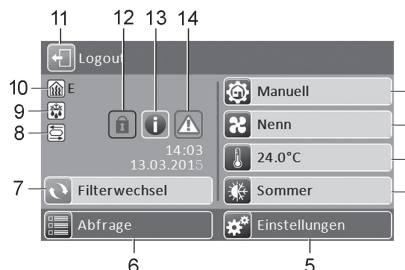 11 12 13 14
Logout
10 E
9
8
Manuell
Nenn
14:03
13.03.2015
24.0°C
7 Filterwechsel
Sommer
Abfrage
Einstellungen
6 5